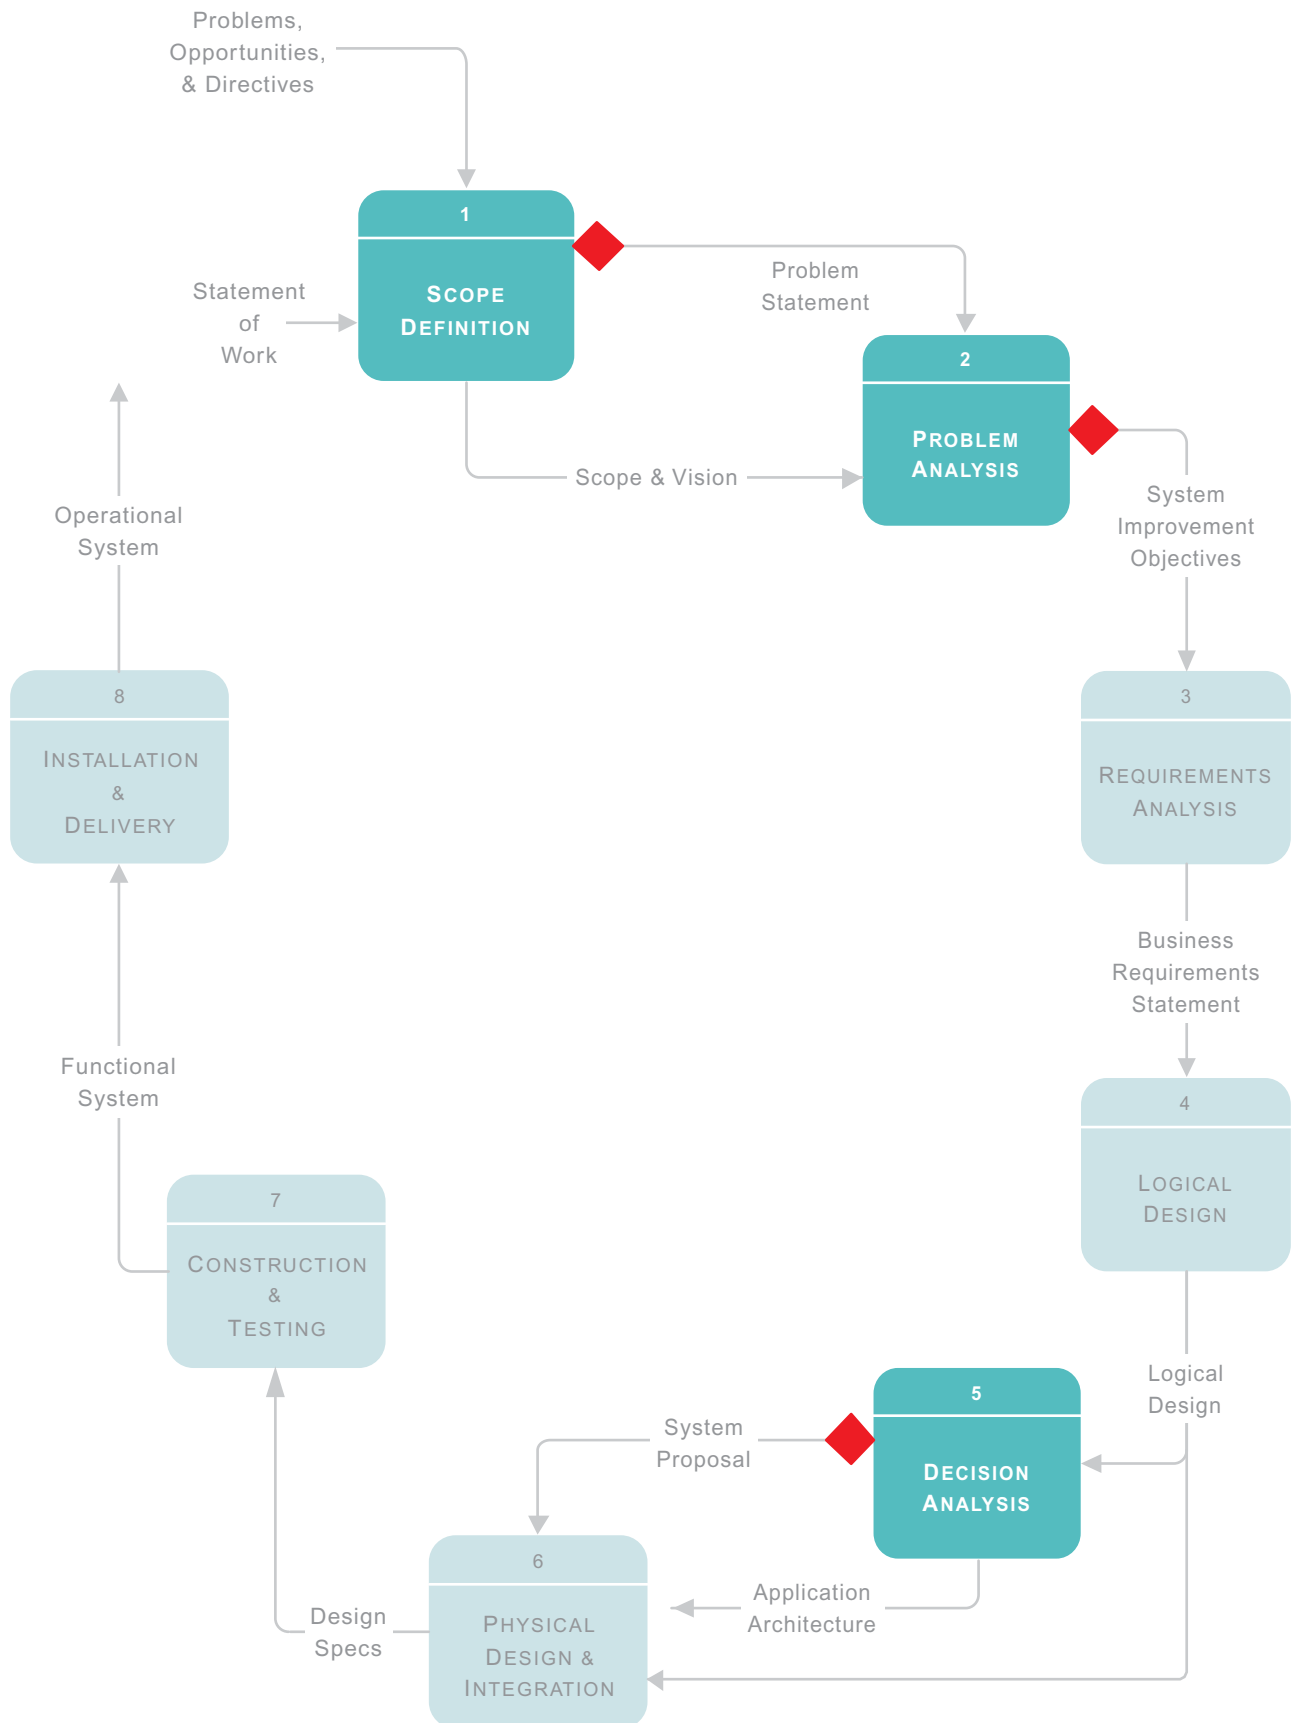 Problems,
Opportunities,
& Directives
1
SCOPE
DEFINITION
Statement
of
Work
Problem
Statement
2
PROBLEM
ANALYSIS
Scope & Vision
System
Improvement
Objectives
Operational
System
3
REQUIREMENTS
ANALYSIS
8
INSTALLATION
&
DELIVERY
Business
Requirements
Statement
Functional
System
4
LOGICAL
DESIGN
7
CONSTRUCTION
&
TESTING
Logical
Design
5
DECISION
ANALYSIS
System
Proposal
6
PHYSICAL
DESIGN &
INTEGRATION
Application
Architecture
Design
Specs